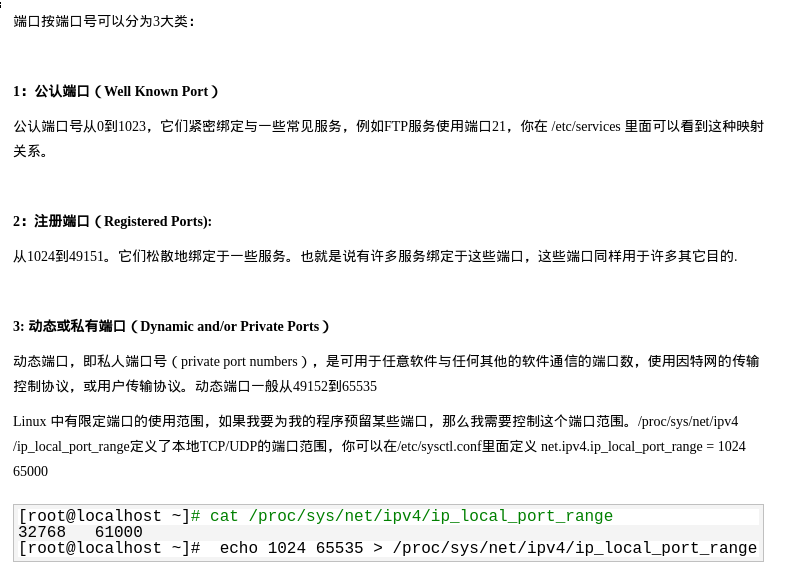 端口按端口号可以分为3大类：
1：公认端口（Well Known Port）
公认端口号从0到1023，它们紧密绑定与一些常见服务，例如FTP服务使用端口21，你在 /etc/services 里面可以看到这种映射
关系。
2：注册端口（Registered Ports):
从1024到49151。它们松散地绑定于一些服务。也就是说有许多服务绑定于这些端口，这些端口同样用于许多其它目的.
3: 动态或私有端口（Dynamic and/or Private Ports）
动态端口，即私人端口号（private port numbers），是可用于任意软件与任何其他的软件通信的端口数，使用因特网的传输
控制协议，或用户传输协议。动态端口一般从49152到65535
Linux 中有限定端口的使用范围，如果我要为我的程序预留某些端口，那么我需要控制这个端口范围。/proc/sys/net/ipv4
/ip_local_port_range定义了本地TCP/UDP的端口范围，你可以在/etc/sysctl.conf里面定义 net.ipv4.ip_local_port_range = 1024
65000
[root@localhost ~]# cat /proc/sys/net/ipv4/ip_local_port_range
32768   61000
[root@localhost ~]#  echo 1024 65535 > /proc/sys/net/ipv4/ip_local_port_range